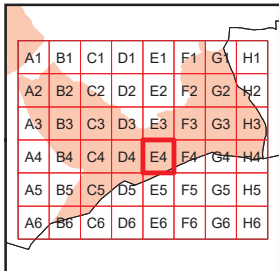 A1 B1 C1 D1 E1 F1 G1 H1
A2 B2 C2 D2 E2 F2 G2 H2
A3 B3 C3 D3 E3 F3 G3 H3
A4 B4 C4 D4 E4 F4 G4 H4
A5 B5 C5 D5 E5 F5 G5 H5
A6 B6 C6 D6 E6 F6 G6 H6